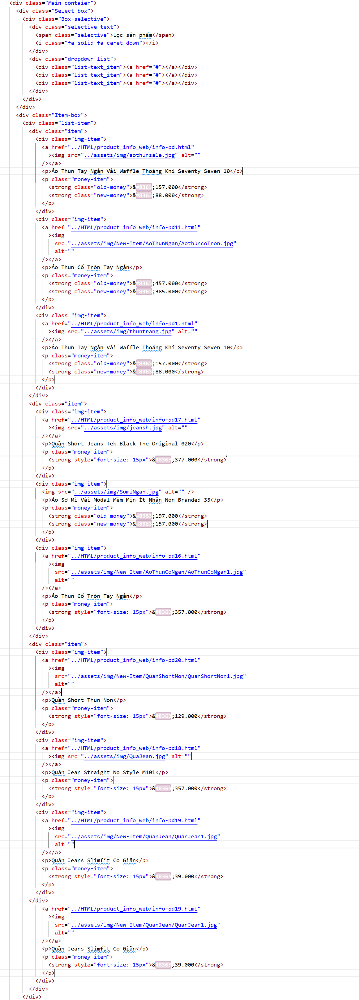 <div class="Main-contaier">
<div class="Select-box">
<div class="Box-selective">
<div class="selective-text">
<span class="selective">Lọc sản phẩm</span>
<i class="fa-solid fa-caret-down"></i>
</div>
<div class="dropdown-list">
<div class="list-text_item"><a href="#"></a></div>
<div class="list-text_item"><a href="#"></a></div>
<div class="list-text_item"><a href="#"></a></div>
</div>
</div>
</div>
<div class="Item-box">
<div class="list-item">
<div class="item">
<div class="img-item">
<a href="../HTML/product_info_web/info-pd.html"
><img src="../assets/img/aothunsale.jpg" alt=""
/></a>
<p>Áo Thun Tay Ngắn Vải Waffle Thoáng Khí Seventy Seven 10</p>
<p class="money-item">
<strong class="old-money">&#8363;157.000</strong>
<strong class="new-money">&#8363;88.000</strong>
</p>
</div>
<div class="img-item">
<a href="../HTML/product_info_web/info-pd11.html"
><img
src="../assets/img/New-Item/AoThunNgan/AothuncoTron.jpg"
alt=""
/></a>
<p>Áo Thun Cổ Tròn Tay Ngắn</p>
<p class="money-item">
<strong class="old-money">&#8363;457.000</strong>
<strong class="new-money">&#8363;385.000</strong>
</p>
</div>
<div class="img-item">
<a href="../HTML/product_info_web/info-pd1.html"
><img src="../assets/img/thuntrang.jpg" alt=""
/></a>
<p>Áo Thun Tay Ngắn Vải Waffle Thoáng Khí Seventy Seven 10</p>
<p class="money-item">
<strong class="old-money">&#8363;157.000</strong>
<strong class="new-money">&#8363;88.000</strong>
</p>
</div>
</div>
<div class="item">
<div class="img-item">
<a href="../HTML/product_info_web/info-pd17.html"
><img src="../assets/img/jeansh.jpg" alt=""
/></a>
<p>Quần Short Jeans Tek Black The Original 020</p>
<p class="money-item">
<strong style="font-size: 15px">&#8363;377.000</strong>
</p>
</div>
<div class="img-item">
<img src="../assets/img/SomiNgan.jpg" alt="" />
<p>Áo Sơ Mi Vải Modal Mềm Mịn Ít Nhăn Non Branded 33</p>
<p class="money-item">
<strong class="old-money">&#8363;197.000</strong>
<strong class="new-money">&#8363;157.000</strong>
</p>
</div>
<div class="img-item">
<a href="../HTML/product_info_web/info-pd16.html"
><img
src="../assets/img/New-Item/AoThunCoNgan/AoThunCoNgan1.jpg"
alt=""
/></a>
<p>Áo Thun Cổ Tròn Tay Ngắn</p>
<p class="money-item">
<strong style="font-size: 15px">&#8363;357.000</strong>
</p>
</div>
</div>
<div class="item">
<div class="img-item">
<a href="../HTML/product_info_web/info-pd20.html"
><img
src="../assets/img/New-Item/QuanShortNon/QuanShortNon1.jpg"
alt=""
/></a>
<p>Quần Short Thun Non</p>
<p class="money-item">
<strong style="font-size: 15px">&#8363;129.000</strong>
</p>
</div>
<div class="img-item">
<a href="../HTML/product_info_web/info-pd18.html"
><img src="../assets/img/QuaJean.jpg" alt=""
/></a>
<p>Quần Jean Straight No Style M101</p>
<p class="money-item">
<strong style="font-size: 15px">&#8363;357.000</strong>
</p>
</div>
<div class="img-item">
<a href="../HTML/product_info_web/info-pd19.html"
><img
src="../assets/img/New-Item/QuanJean/QuanJean1.jpg"
alt=""
/></a>
<p>Quần Jeans Slimfit Co Giãn</p>
<p class="money-item">
<strong style="font-size: 15px">&#8363;39.000</strong>
</p>
</div>
</div>
<a href="../HTML/product_info_web/info-pd19.html"
><img
src="../assets/img/New-Item/QuanJean/QuanJean1.jpg"
alt=""
/></a>
<p>Quần Jeans Slimfit Co Giãn</p>
<p class="money-item">
<strong style="font-size: 15px">&#8363;39.000</strong>
</p>
</div>
</div>
</div>